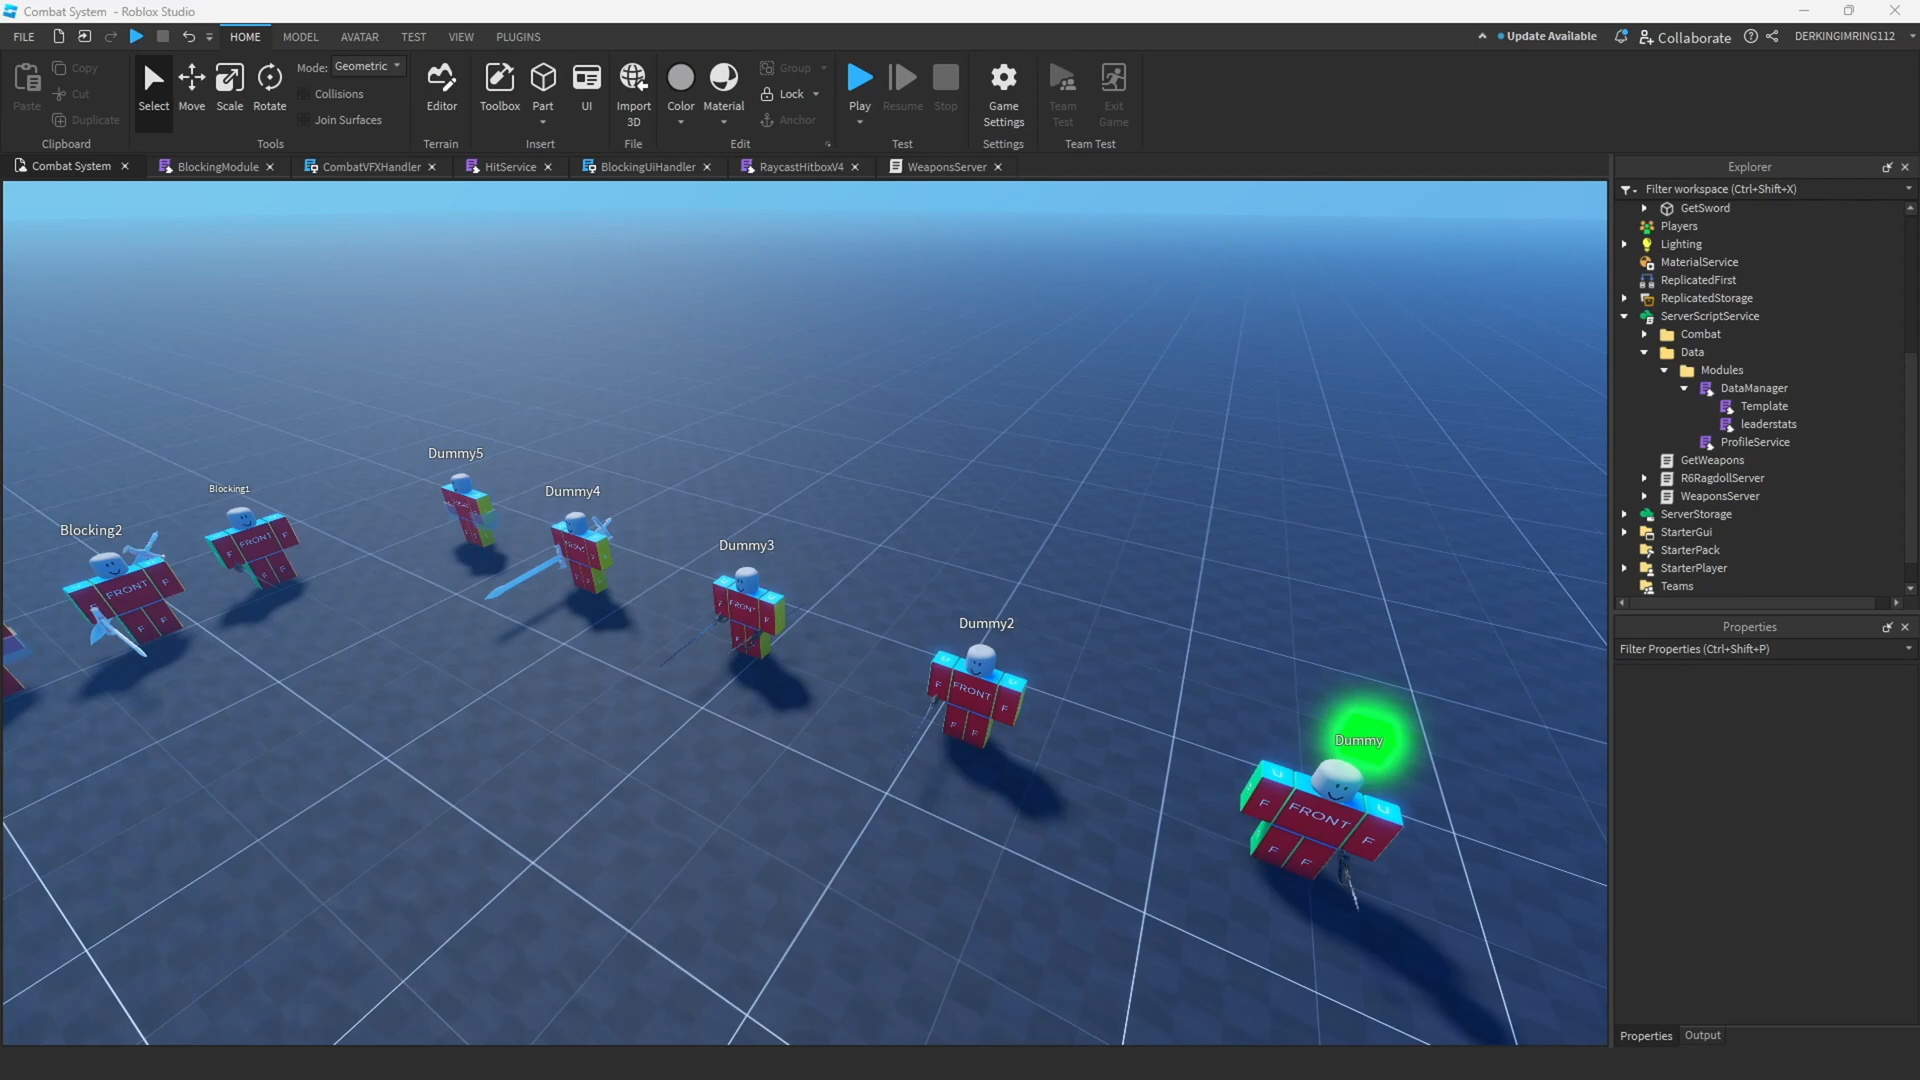 Combat System - Roblox Studio
FILE
HOME
MODEL
AVATAR
TEST
VIEW
PLUGINS
Update Available
Collaborate
DERKINGIMRING112
Paste
Copy
Cut
Duplicate
Clipboard
Select
Move
Scale
Rotate
Mode: Geometric
Collisions
Join Surfaces
Tools
Editor
Terrain
Toolbox
Part
UI
Insert
Import
3D
File
Color
Material
Group
Lock
Anchor
Edit
Play
Resume
Stop
Test
Game
Settings
Settings
Team
Test
Exit
Game
Team Test
Combat System
BlockingModule
CombatVFXHandler
HitService
BlockingUiHandler
RaycastHitboxV4
WeaponsServer
Dummy5
Blocking1
Dummy4
Blocking2
Dummy3
Dummy2
Dummy
FRONT
F
F
F
FRONT
F
F
FRONT
F
FRONT
F
F
F
F
U
U
FRONT
F
F
F
F
U
U
FRONT
F
F
F
F
Explorer
Filter workspace (Ctrl+Shift+X)
GetSword
Players
Lighting
MaterialService
ReplicatedFirst
ReplicatedStorage
ServerScriptService
Combat
Data
Modules
DataManager
Template
leaderstats
ProfileService
GetWeapons
R6RagdollServer
WeaponsServer
ServerStorage
StarterGui
StarterPack
StarterPlayer
Teams
Properties
Filter Properties (Ctrl+Shift+P)
Properties
Output